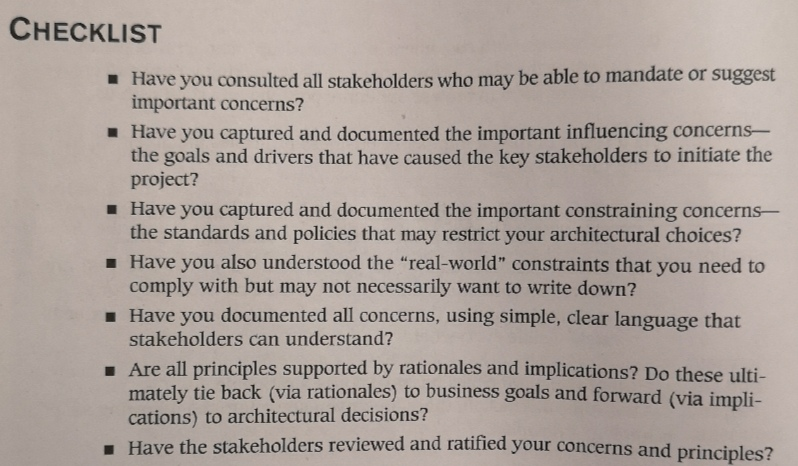 CHECKLIST
■ Have you consulted all stakeholders who may be able to mandate or suggest
important concerns?
■ Have you captured and documented the important influencing concerns—
the goals and drivers that have caused the key stakeholders to initiate the
project?
■ Have you captured and documented the important constraining concerns—
the standards and policies that may restrict your architectural choices?
■ Have you also understood the “real-world” constraints that you need to
comply with but may not necessarily want to write down?
■ Have you documented all concerns, using simple, clear language that
stakeholders can understand?
■ Are all principles supported by rationales and implications? Do these ulti-
mately tie back (via rationales) to business goals and forward (via impli-
cations) to architectural decisions?
■ Have the stakeholders reviewed and ratified your concerns and principles?